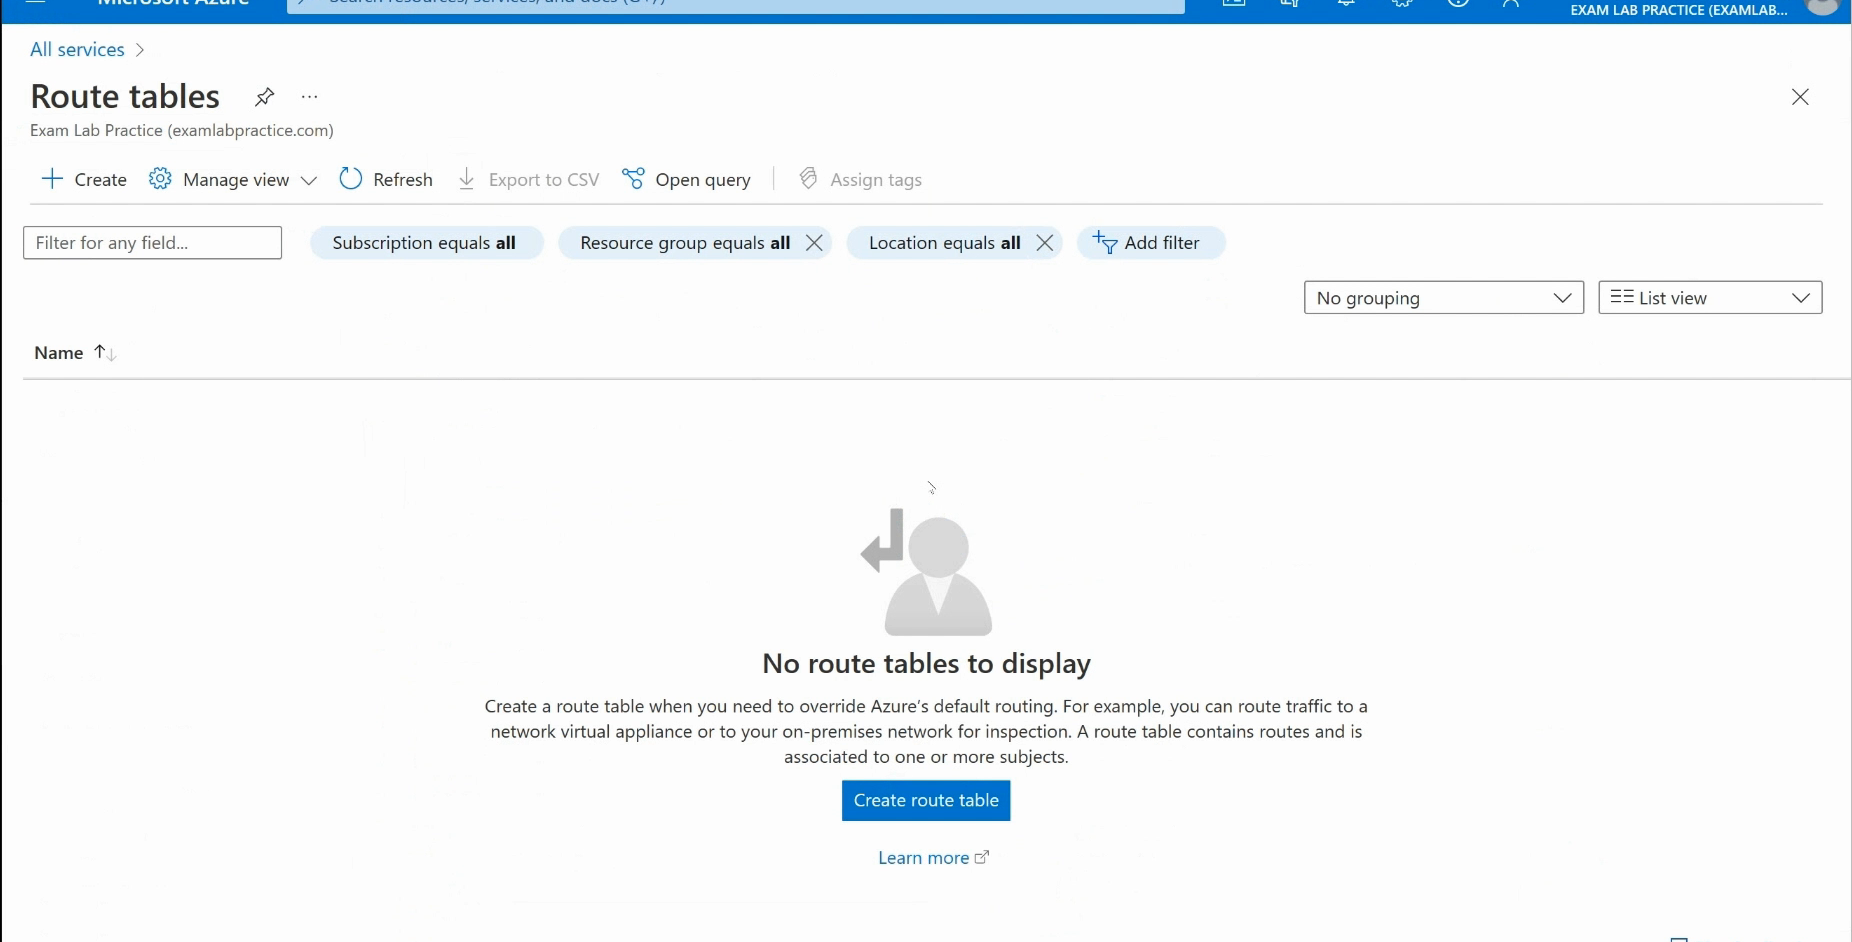 Microsoft Azure
Search resources, services, and docs (G+/)
EXAM LAB PRACTICE (EXAMLAB...
All services
Route tables
Exam Lab Practice (examlabpractice.com)
Create
Manage view
Refresh
Export to CSV
Open query
Assign tags
Filter for any field...
Subscription equals all
Resource group equals all
Location equals all
Add filter
No grouping
List view
Name
No route tables to display
Create a route table when you need to override Azure's default routing. For example, you can route traffic to a
network virtual appliance or to your on-premises network for inspection. A route table contains routes and is
associated to one or more subjects.
Create route table
Learn more